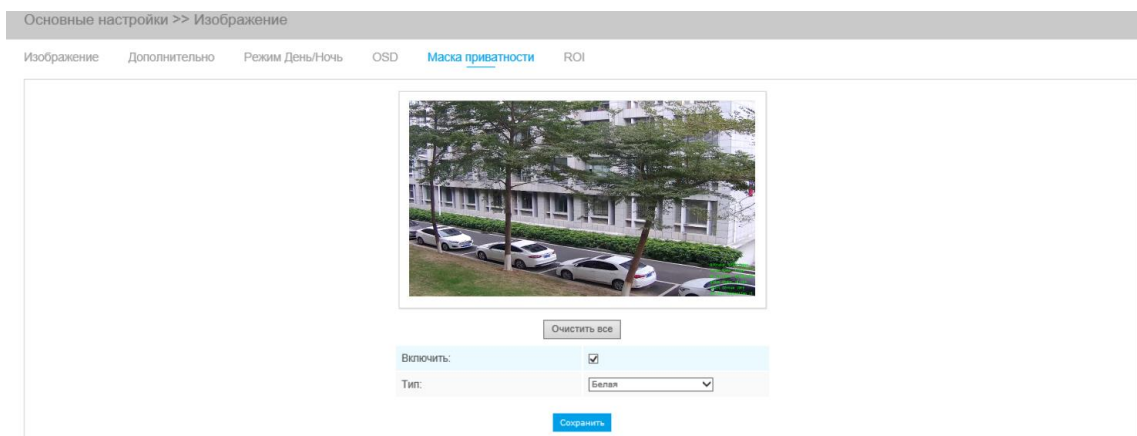 Основные настройки >> Изображение
Изображение Дополнительно Режим День/Ночь OSD Маска приватности ROI
Очистить все
Включить:
Тип: Белая
Сохранить